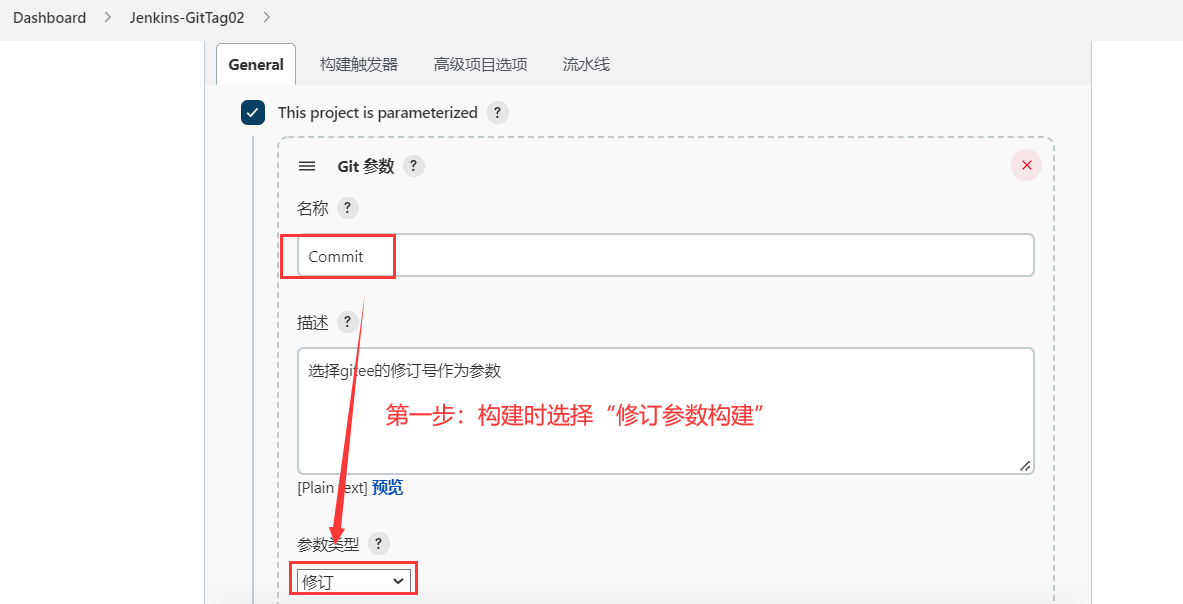 Dashboard > Jenkins-GitTag02 >
General 构建触发器 高级项目选项 流水线
This project is parameterized ?
Git 参数 ?
名称 ?
Commit
描述 ?
选择gitee的修订号作为参数
第一步：构建时选择“修订参数构建”
[Plain text] 预览
参数类型 ?
修订